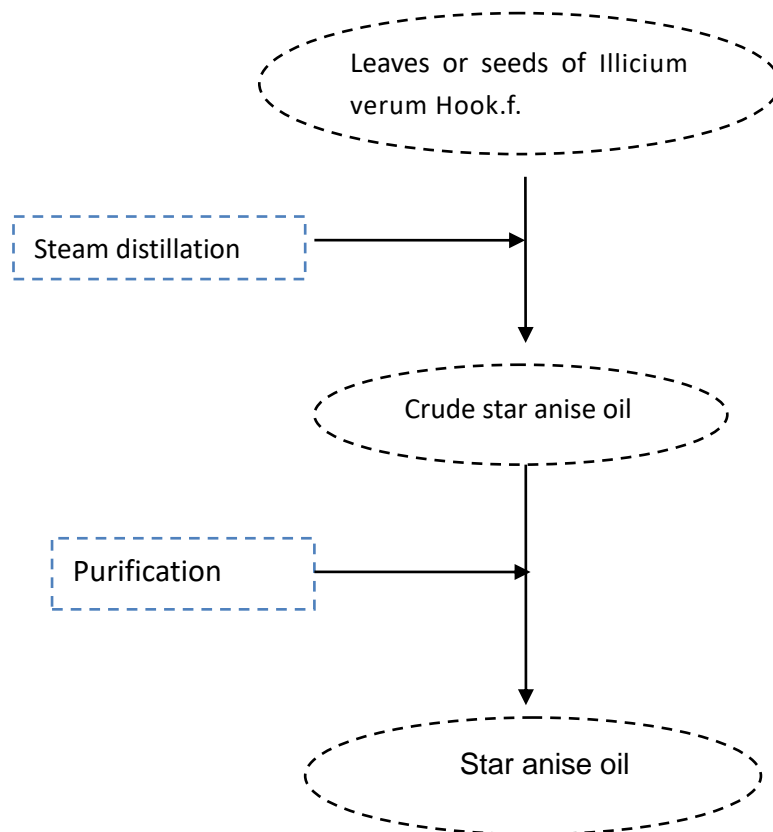 Leaves or seeds of Illicium
verum Hook.f.
Steam distillation
Crude star anise oil
Purification
Star anise oil